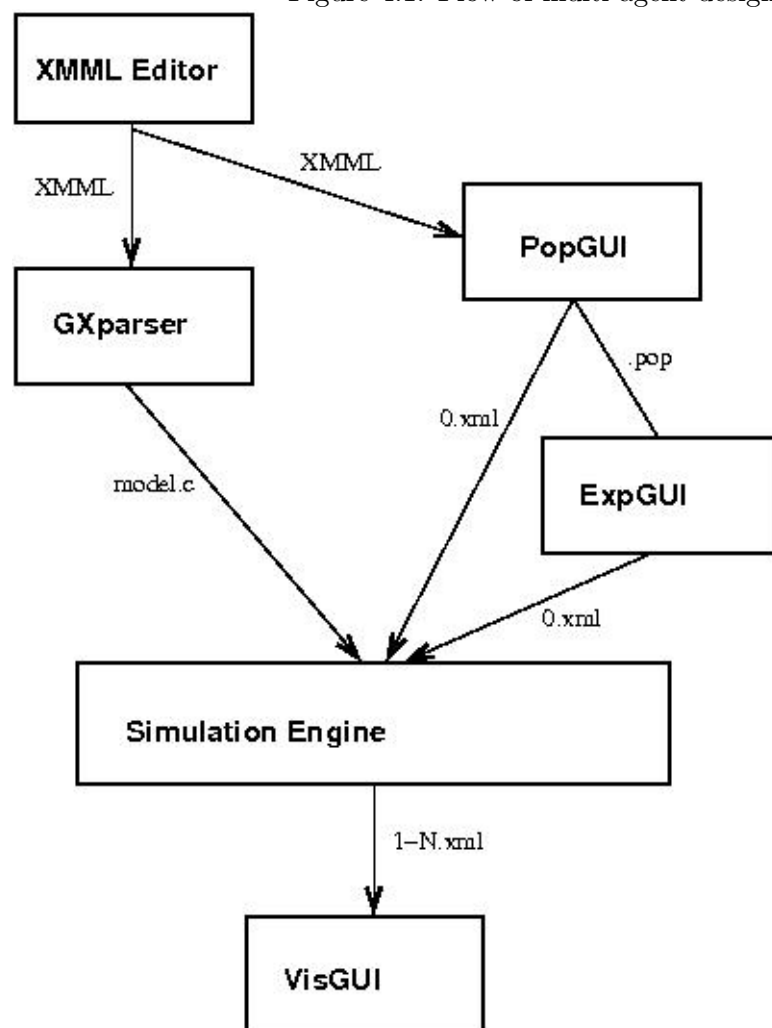 XMML Editor
XMML
XMML
PopGUI
GXparser
.pop
0.xml
ExpGUI
model.c
0.xml
Simulation Engine
1-N.xml
VisGUI